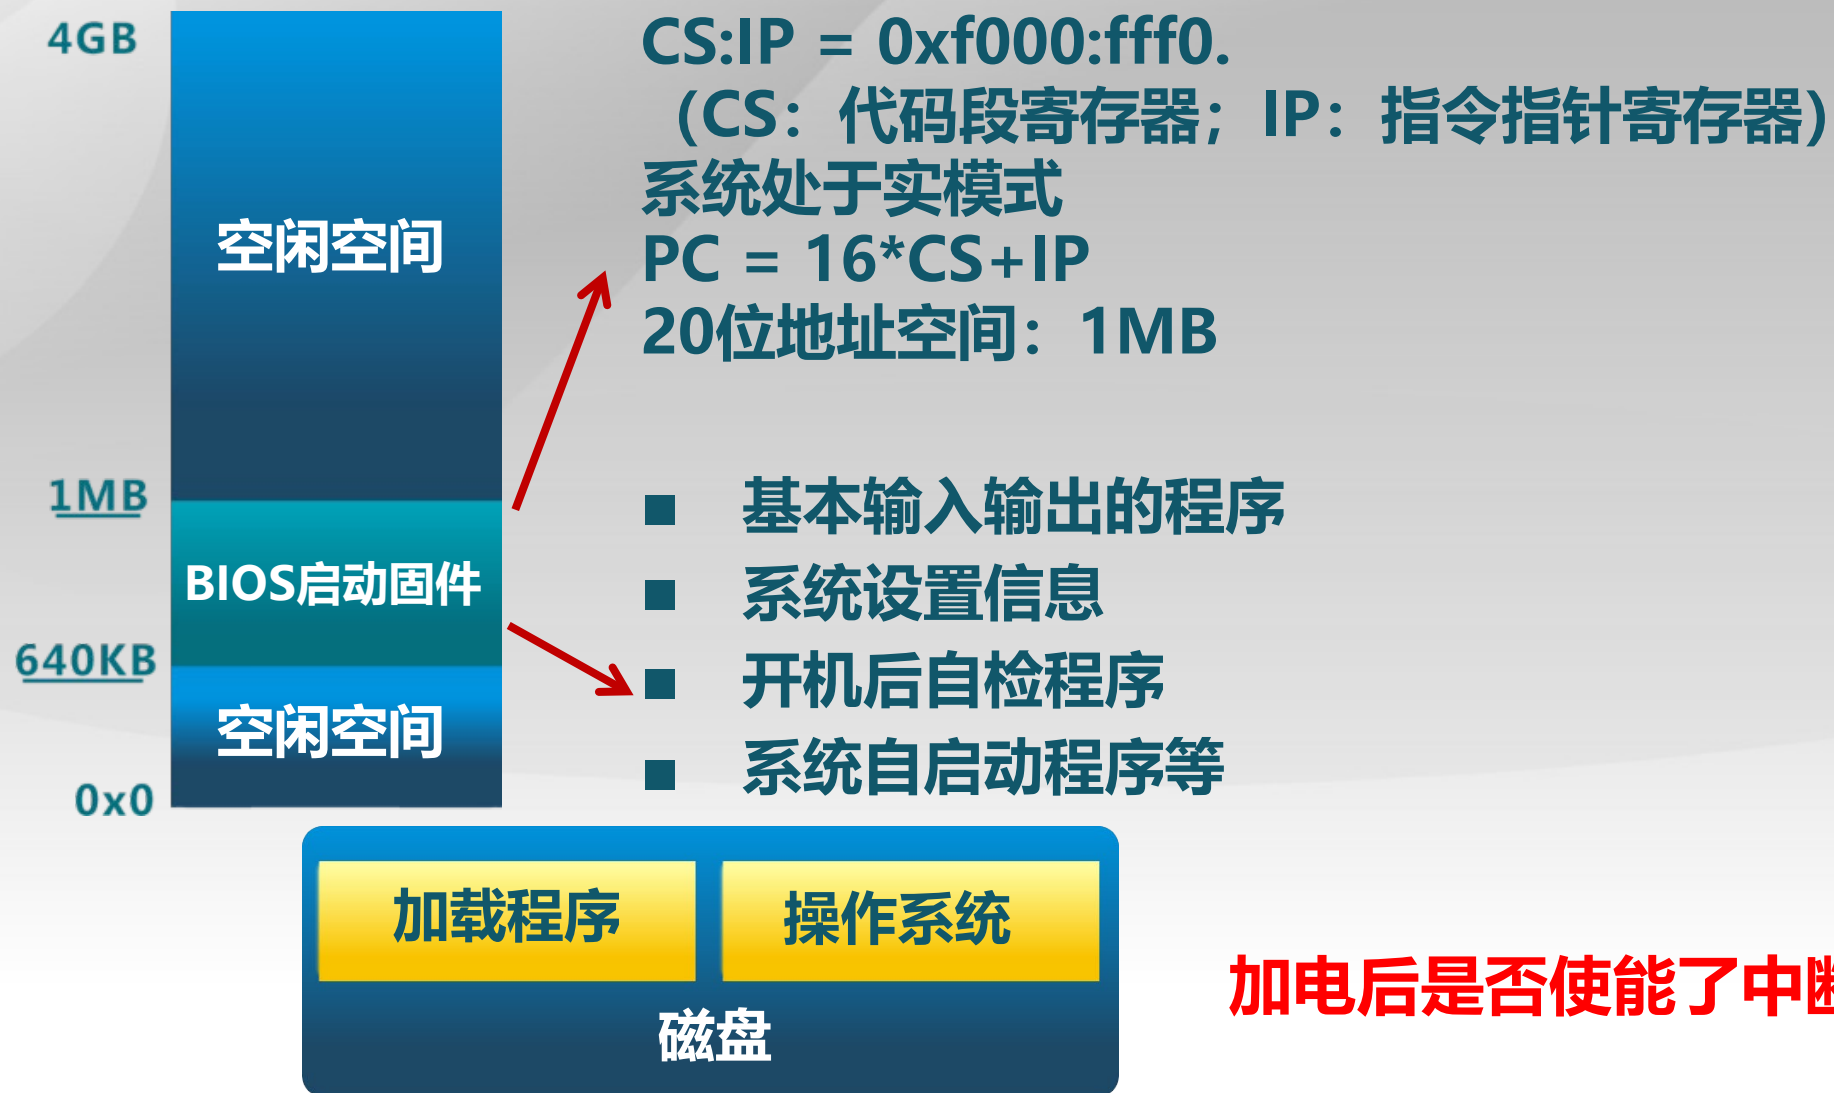 4GB
空闲空间
1MB
BIOS启动固件
640KB
空闲空间
0x0
CS:IP = 0xf000:fff0.
（CS：代码段寄存器；IP：指令指针寄存器）
系统处于实模式
PC = 16*CS+IP
20位地址空间：1MB
■ 基本输入输出的程序
■ 系统设置信息
■ 开机后自检程序
■ 系统自启动程序等
加载程序
操作系统
磁盘
加电后是否使能了中断